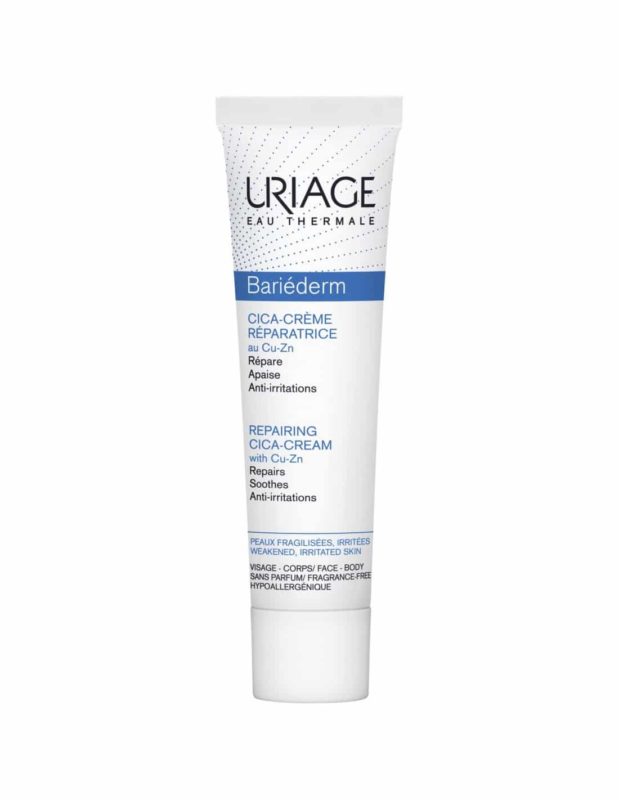 URIAGE
EAU THERMALE
Bariéderm
CICA-CRÈME
RÉPARATRICE
au Cu-Zn
Répare
Apaise
Anti-irritations
REPAIRING
CICA-CREAM
with Cu-Zn
Repairs
Soothes
Anti-irritations
PEAUX FRAGILISÉES, IRRITÉES
WEAKENED, IRRITATED SKIN
VISAGE - CORPS/ FACE - BODY
SANS PARFUM/ FRAGRANCE-FREE
HYPOALLERGÉNIQUE